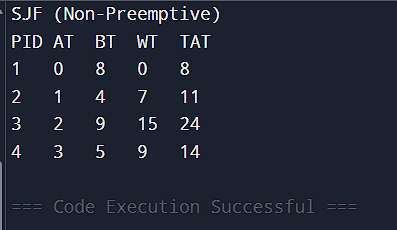 SJF (Non-Preemptive)
PID AT BT WT TAT
1 0 8 0 8
2 1 4 7 11
3 2 9 15 24
4 3 5 9 14
=== Code Execution Successful ===